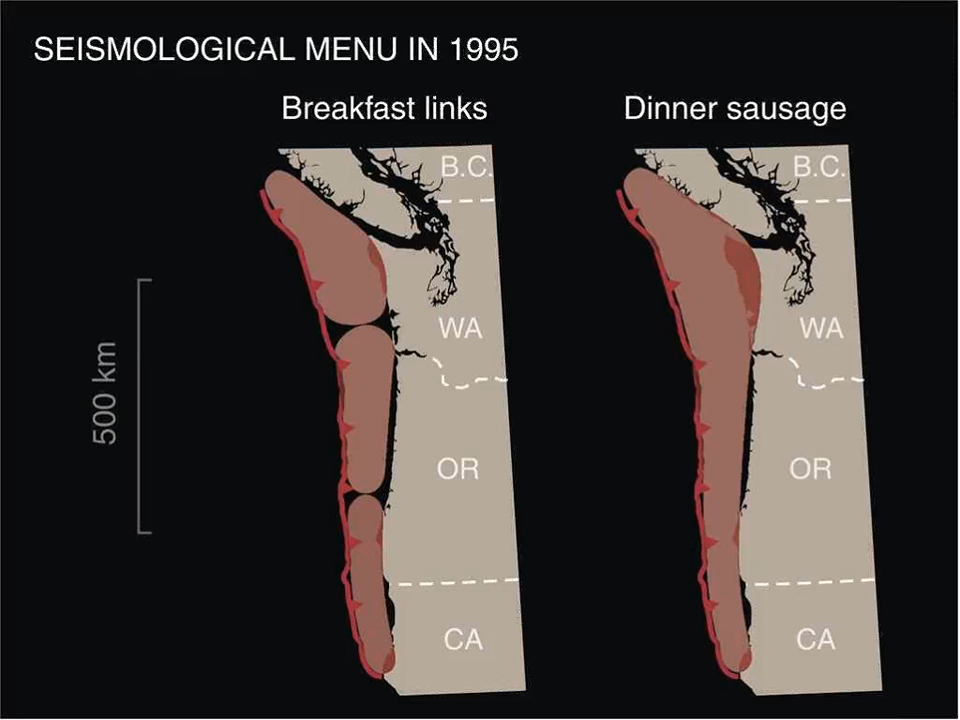 SEISMOLOGICAL MENU IN 1995
Breakfast links
Dinner sausage
B.C.
B.C.
WA
WA
500 km
OR
OR
CA
CA